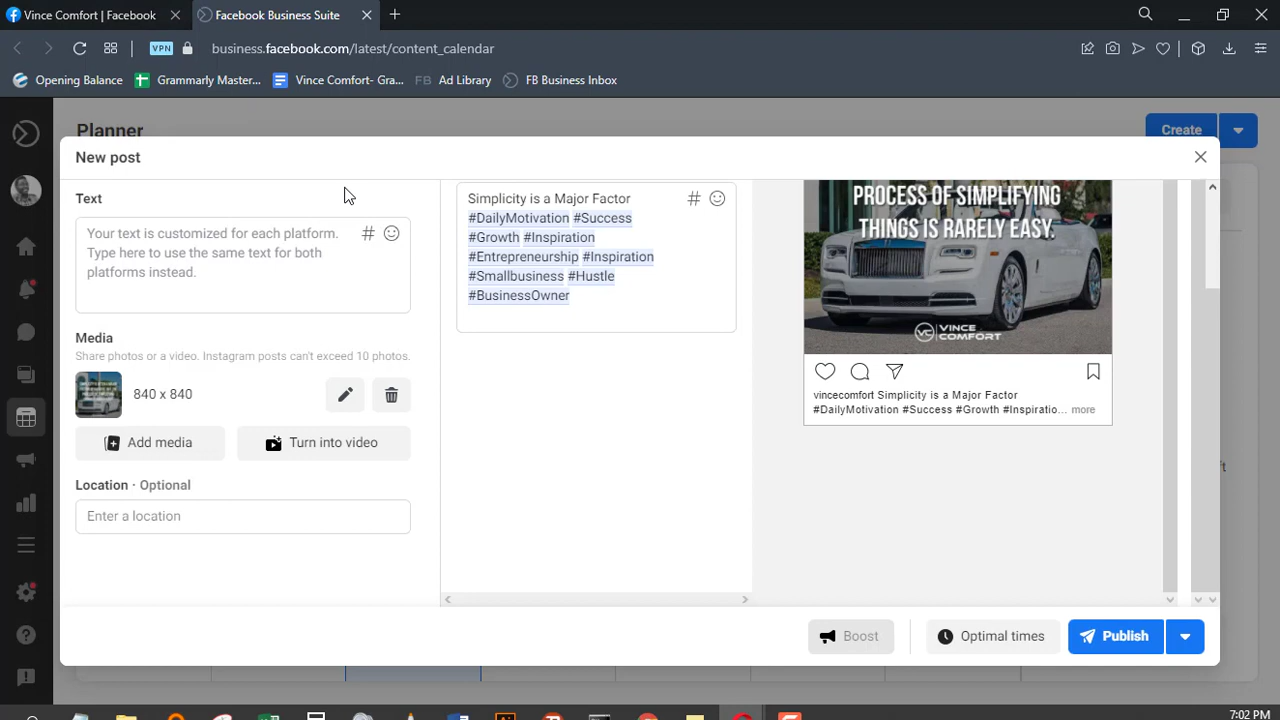 Vince Comfort | Facebook
Facebook Business Suite
VPN
business.facebook.com/latest/content_calendar
Opening Balance
Grammarly Master...
Vince Comfort- Gra...
FB Ad Library
FB Business Inbox
Planner
Create
New post
Text
Your text is customized for each platform.
Type here to use the same text for both
platforms instead.
Media
Share photos or a video. Instagram posts can't exceed 10 photos.
840 x 840
Add media
Turn into video
Location · Optional
Enter a location
Simplicity is a Major Factor
#DailyMotivation #Success
#Growth #Inspiration
#Entrepreneurship #Inspiration
#Smallbusiness #Hustle
#BusinessOwner
PROCESS OF SIMPLIFYING
THINGS IS RARELY EASY.
VC VINCE
COMFORT
vincecomfort Simplicity is a Major Factor
#DailyMotivation #Success #Growth #Inspiratio... more
ft
Boost
Optimal times
Publish
7:02 PM